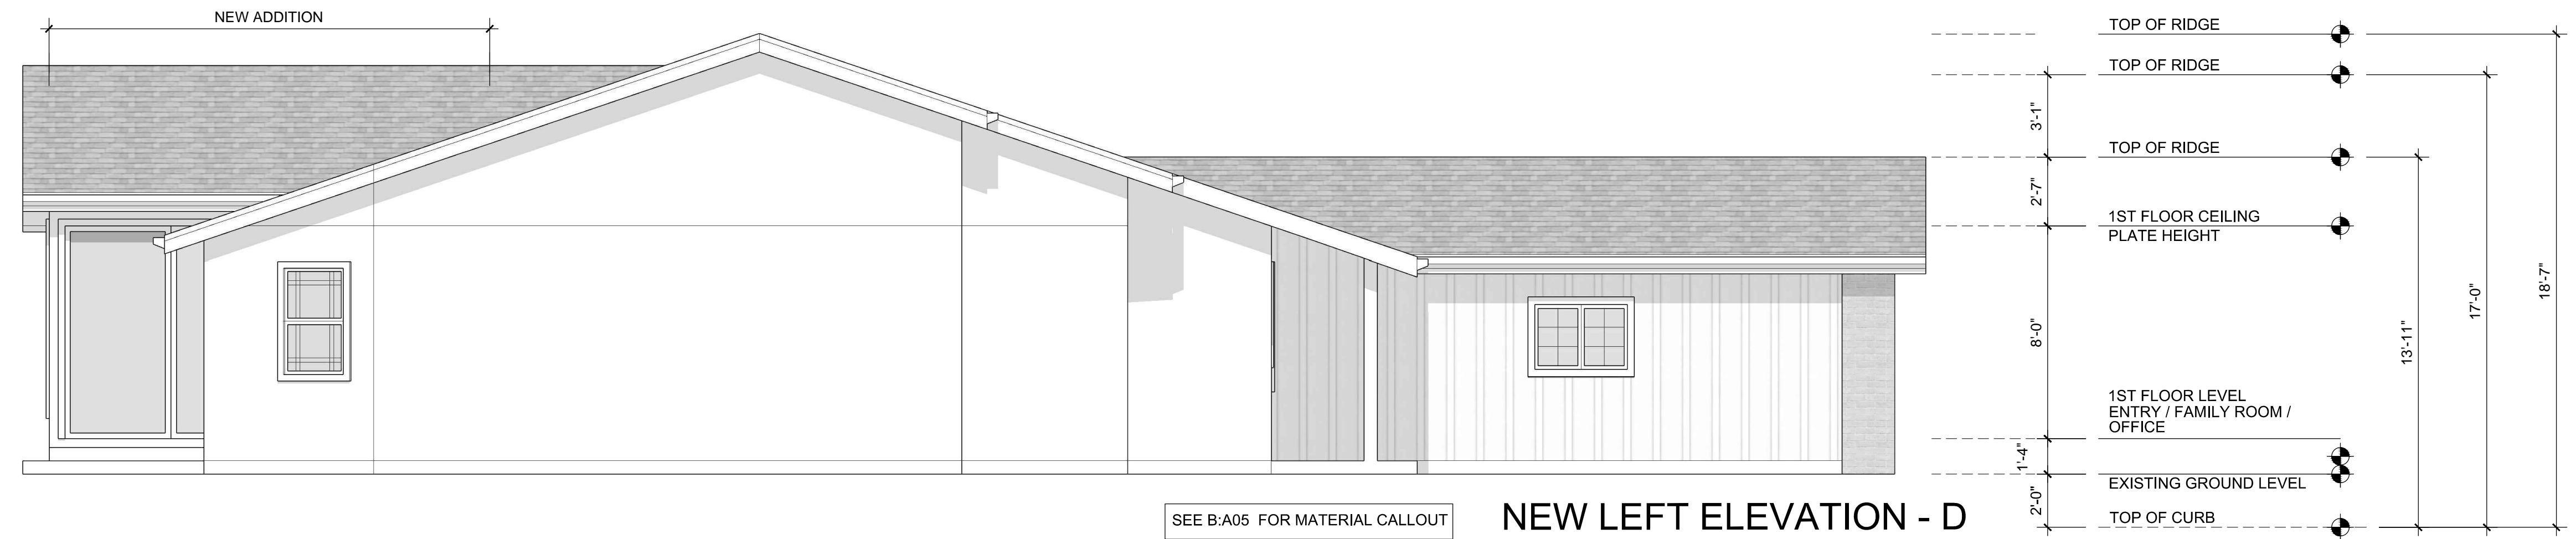 NEW ADDITION
TOP OF RIDGE
TOP OF RIDGE
3'-1"
TOP OF RIDGE
2'-7"
1ST FLOOR CEILING
PLATE HEIGHT
8'-0"
18'-7"
17'-0"
13'-11"
1ST FLOOR LEVEL
ENTRY / FAMILY ROOM /
OFFICE
1'-4"
EXISTING GROUND LEVEL
2'-0"
TOP OF CURB
SEE B:A05 FOR MATERIAL CALLOUT
NEW LEFT ELEVATION - D